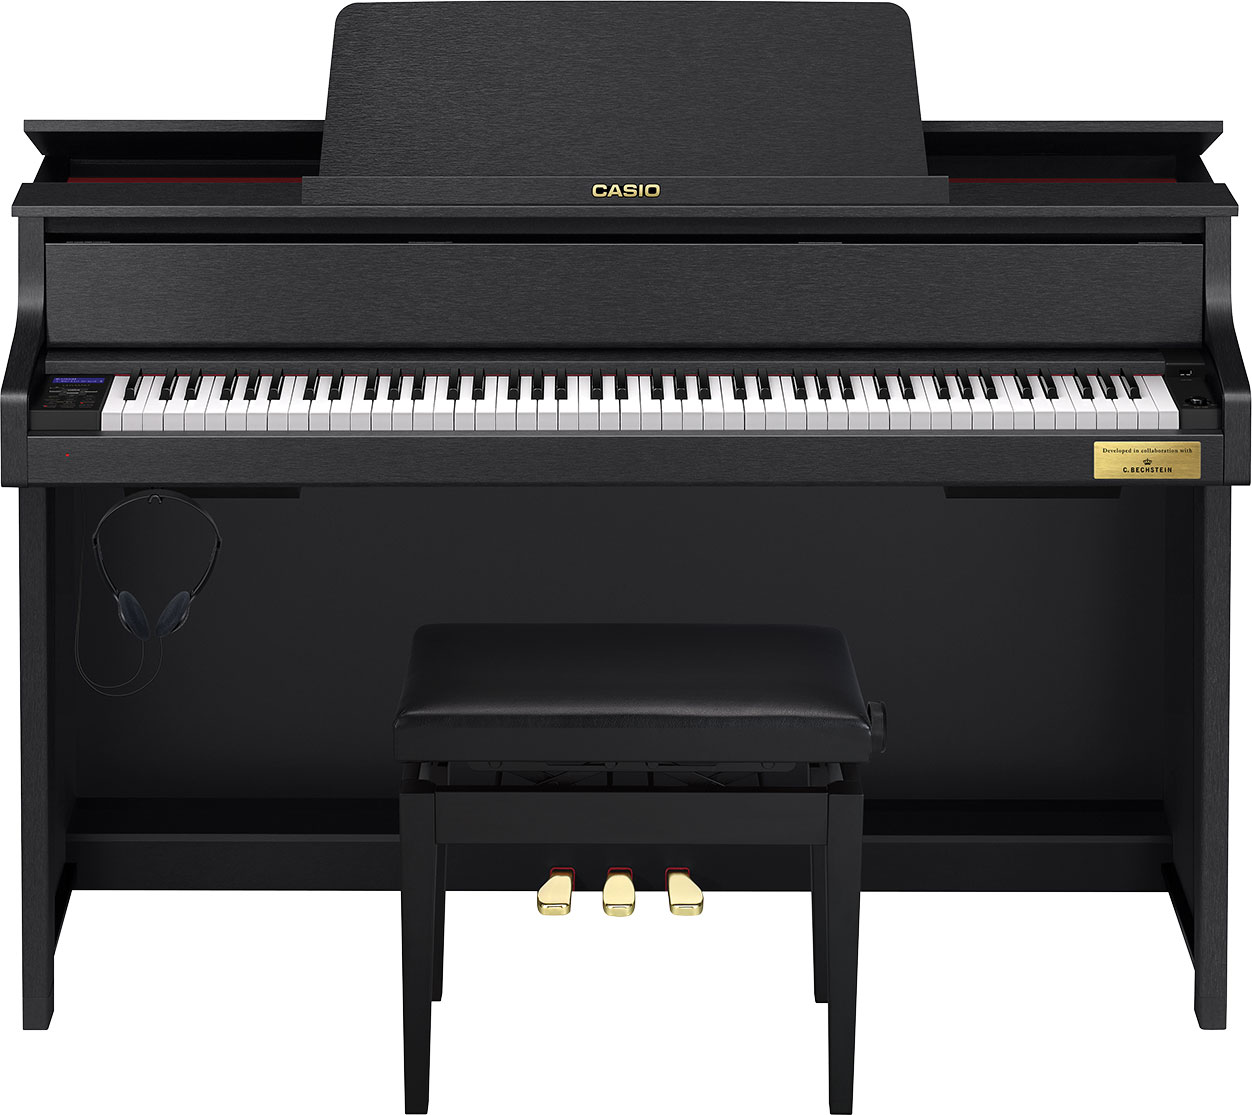 CASIO
Developed in collaboration with
C. BECHSTEIN